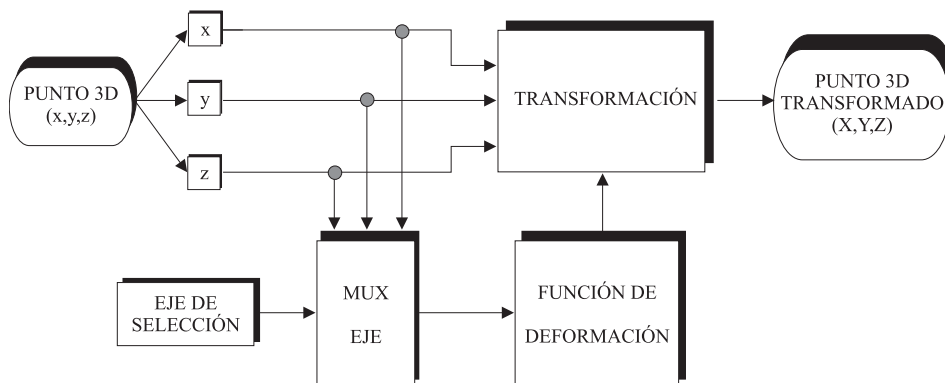 x
PUNTO 3D
(x,y,z)
y
z
TRANSFORMACIÓN
PUNTO 3D
TRANSFORMADO
(X,Y,Z)
EJE DE
SELECCIÓN
MUX
EJE
FUNCIÓN DE
DEFORMACIÓN